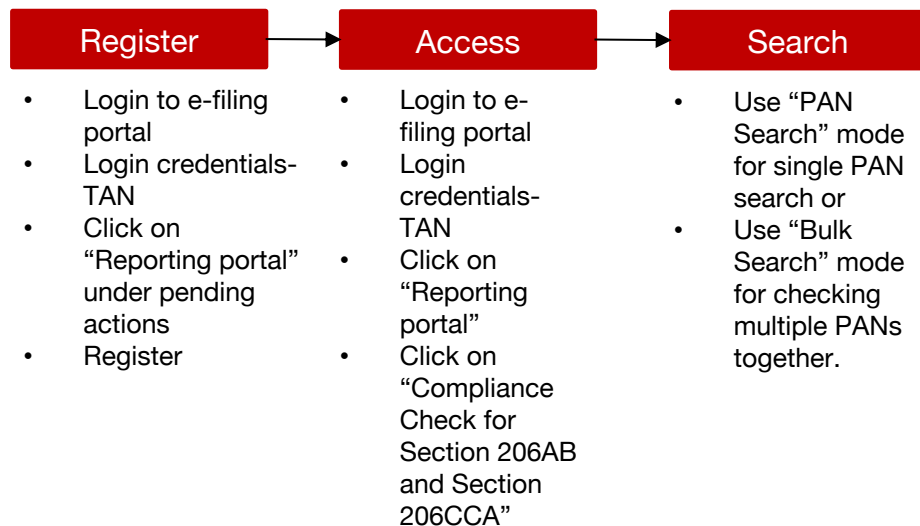 Register
Access
Search
• Login to e-filing
portal
• Login credentials-
TAN
• Click on
“Reporting portal”
under pending
actions
• Register
• Login to e-
filing portal
• Login
credentials-
TAN
• Click on
“Reporting
portal”
• Click on
“Compliance
Check for
Section 206AB
and Section
206CCA”
• Use “PAN
Search” mode
for single PAN
search or
• Use “Bulk
Search” mode
for checking
multiple PANs
together.